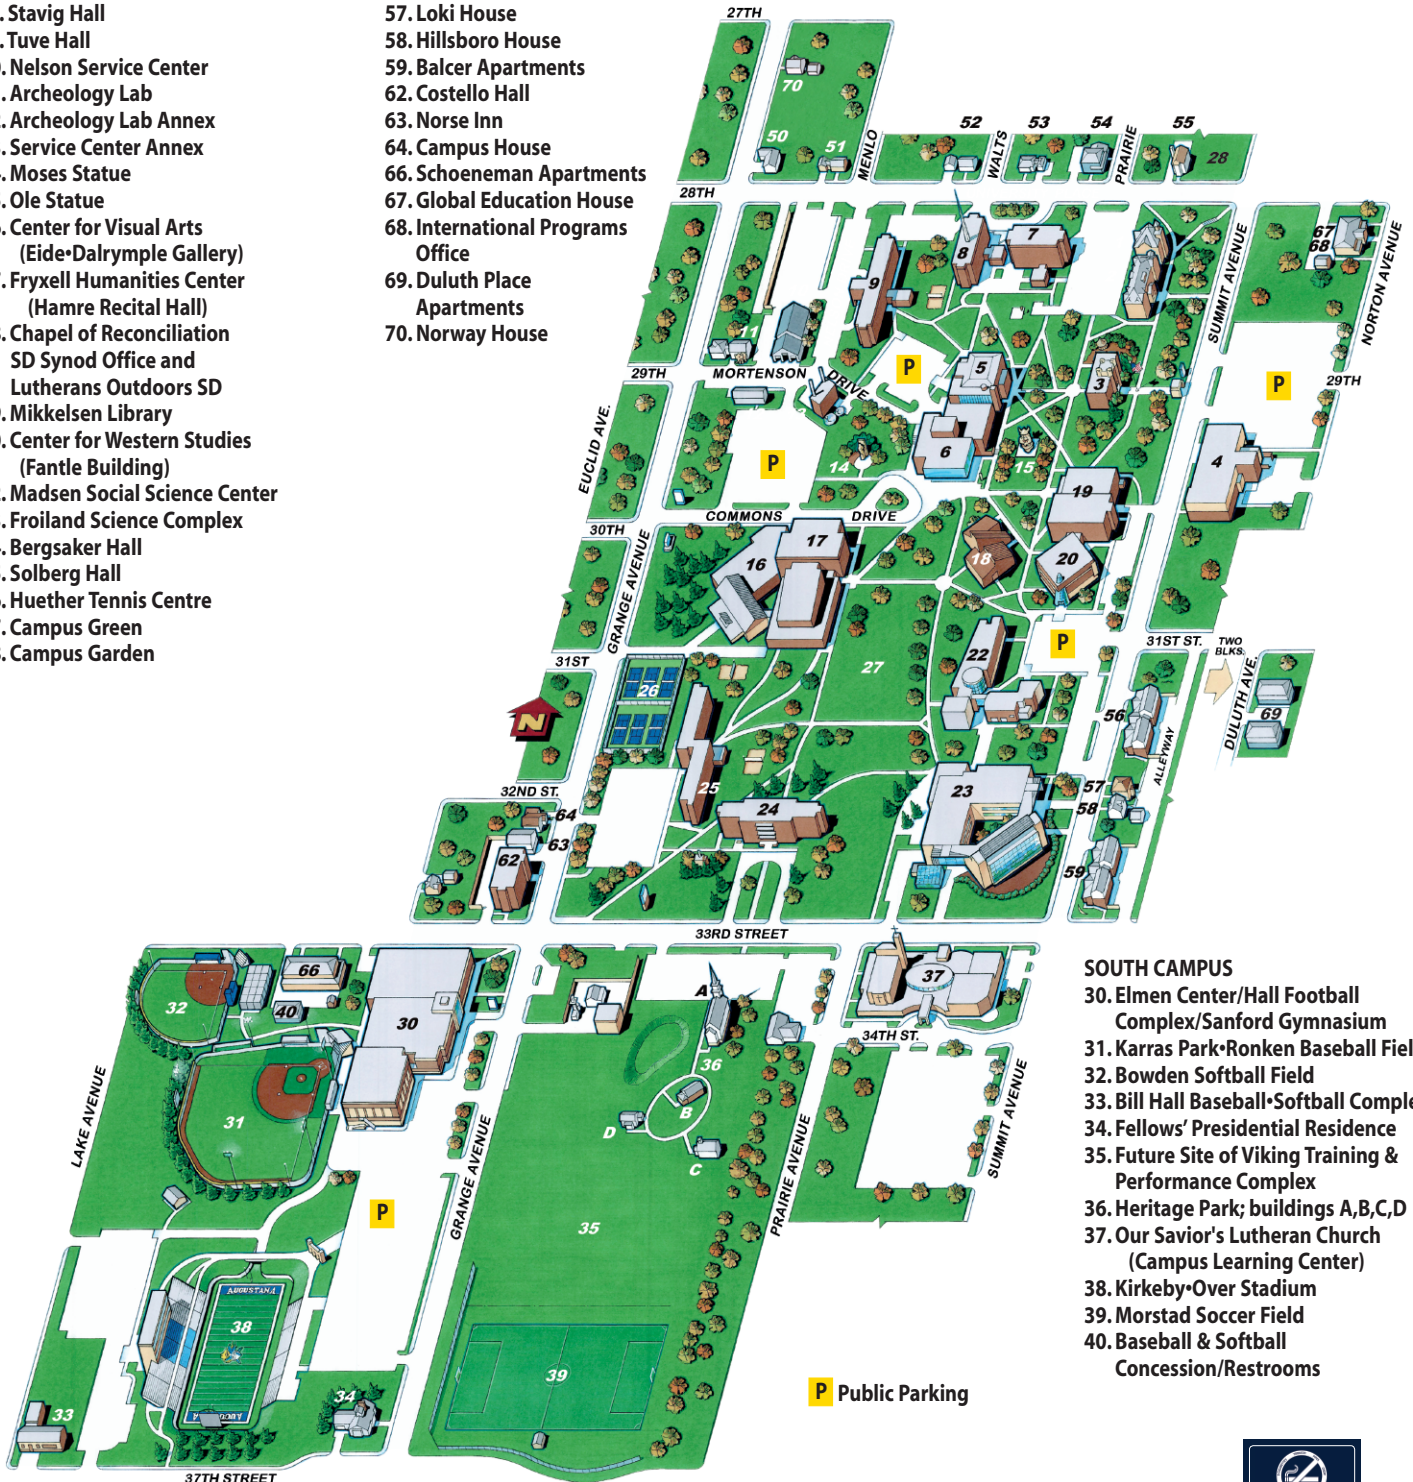 . Stavig Hall
. Tuve Hall
. Nelson Service Center
. Archeology Lab
. Archeology Lab Annex
. Service Center Annex
. Moses Statue
. Ole Statue
. Center for Visual Arts
(Eide•Dalrymple Gallery)
. Fryxell Humanities Center
(Hamre Recital Hall)
. Chapel of Reconciliation
SD Synod Office and
Lutherans Outdoors SD
. Mikkelsen Library
. Center for Western Studies
(Fantle Building)
. Madsen Social Science Center
. Froiland Science Complex
. Bergsaker Hall
. Solberg Hall
. Huether Tennis Centre
. Campus Green
. Campus Garden
57. Loki House
58. Hillsboro House
59. Balcer Apartments
62. Costello Hall
63. Norse Inn
64. Campus House
66. Schoeneman Apartments
67. Global Education House
68. International Programs
Office
69. Duluth Place
Apartments
70. Norway House
27TH
70
50
51
MENLO
52
WALTS
53
54
PRAIRIE
55
28
28TH
9
8
7
SUMMIT AVENUE
67
68
NORTON AVENUE
11
MORTENSON
DRIVE
P
5
3
P
29TH
29TH
EUCLID AVE.
P
14
6
15
4
19
COMMONS
DRIVE
30TH
GRANGE AVENUE
16
17
18
20
31ST
27
22
P
31ST ST.
TWO
BLKS.
DULUTH AVE.
69
N
26
56
ALLEYWAY
25
24
23
57
58
59
32ND ST.
64
63
62
33RD STREET
66
32
40
30
31
A
36
B
D
C
37
34TH ST.
LAKE AVENUE
GRANGE AVENUE
PRAIRIE AVENUE
SUMMIT AVENUE
P
35
AUGUSTANA
38
39
33
34
37TH STREET
P Public Parking
SOUTH CAMPUS
30. Elmen Center/Hall Football
Complex/Sanford Gymnasium
31. Karras Park•Ronken Baseball Fiel
32. Bowden Softball Field
33. Bill Hall Baseball•Softball Comple
34. Fellows’ Presidential Residence
35. Future Site of Viking Training &
Performance Complex
36. Heritage Park; buildings A,B,C,D
37. Our Savior's Lutheran Church
(Campus Learning Center)
38. Kirkeby•Over Stadium
39. Morstad Soccer Field
40. Baseball & Softball
Concession/Restrooms